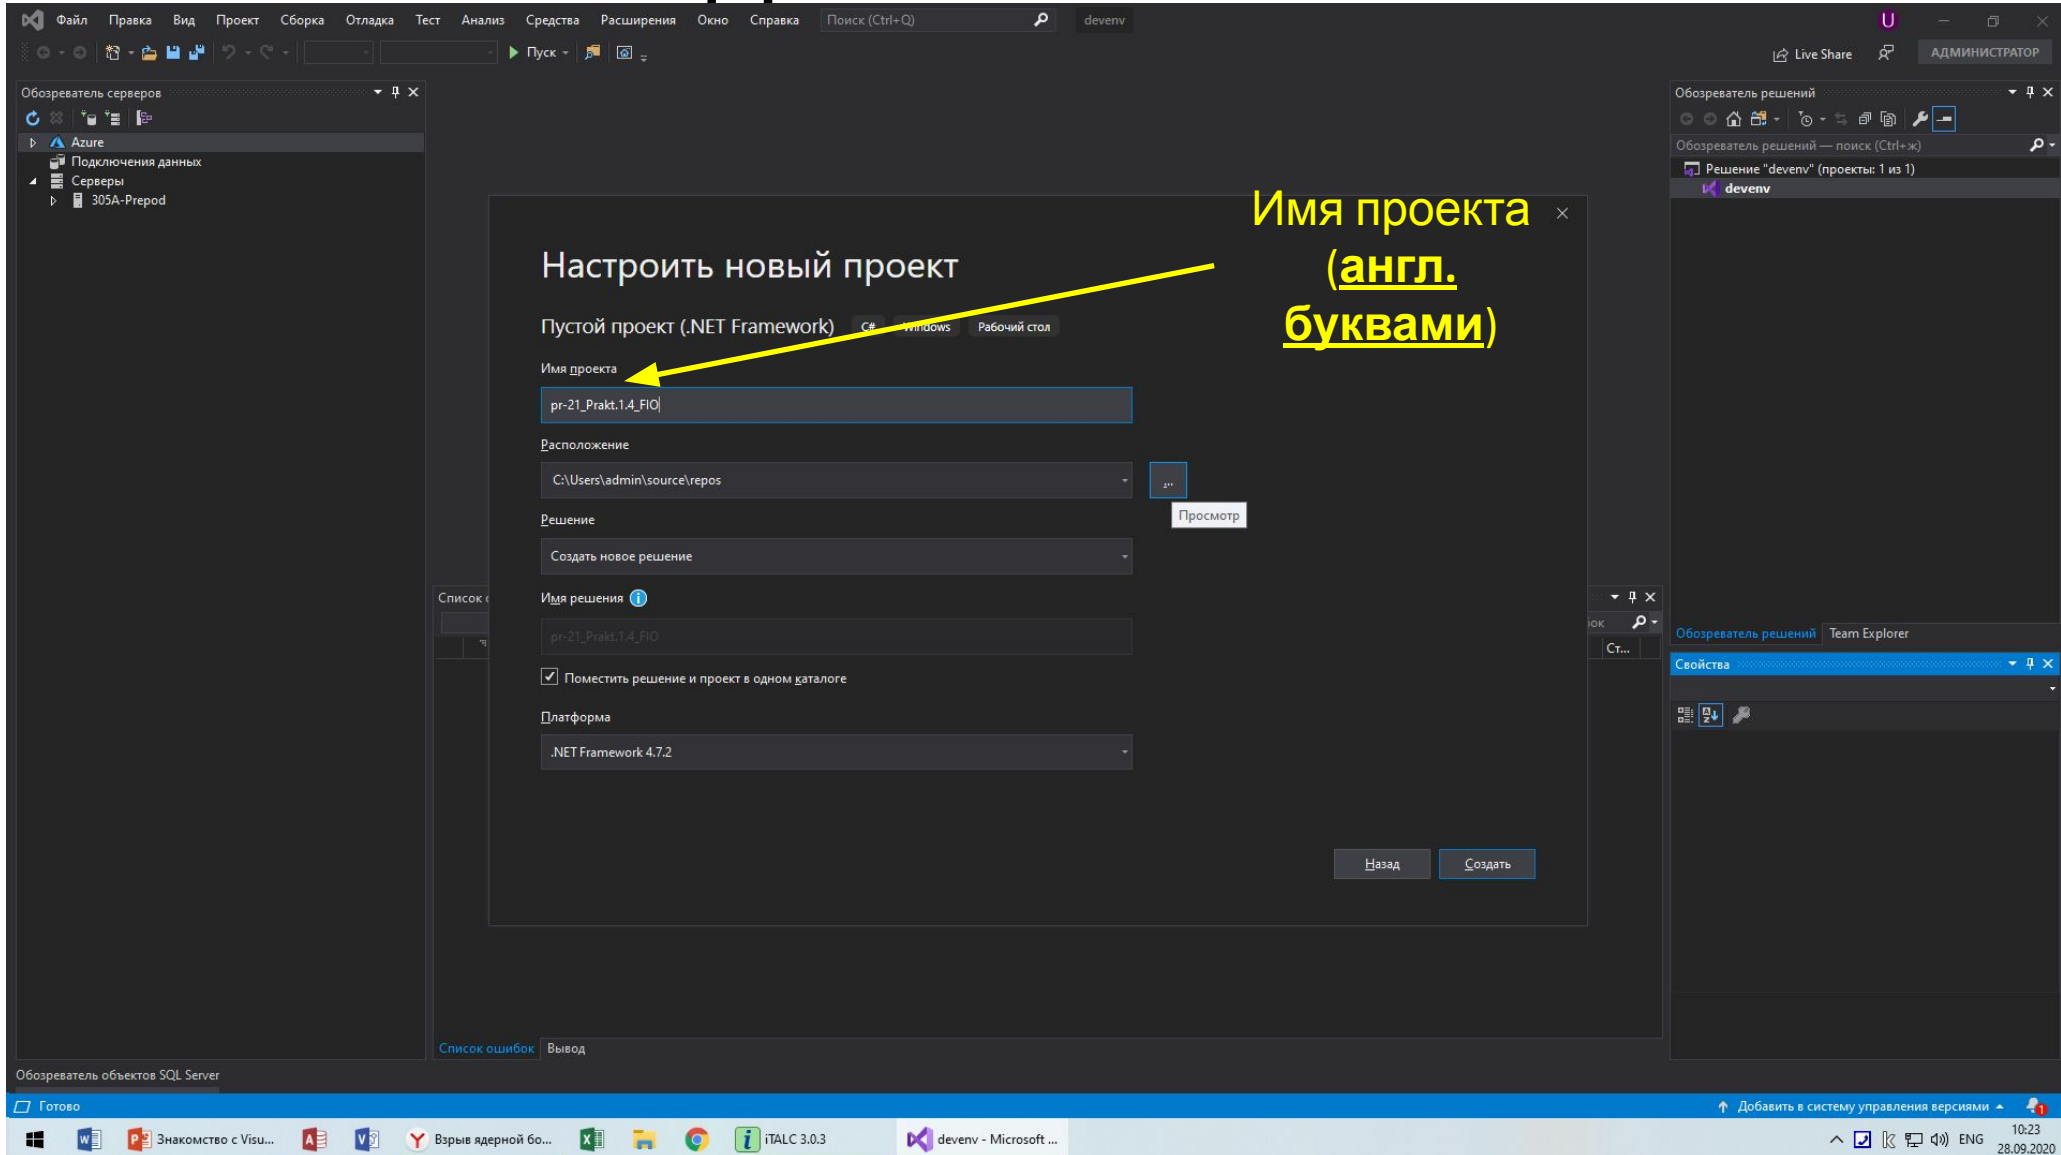 Файл Правка Вид Проект Сборка Отладка Тест Анализ Средства Расширения Окно Справка Поиск (Ctrl+Q) devenv U
Пуск Live Share АДМИНИСТРАТОР
Обозреватель серверов
Azure
Подключения данных
Серверы
305A-Prepod
Имя проекта
(англ.
буквами)
Настроить новый проект
Пустой проект (.NET Framework) C# Windows Рабочий стол
Имя проекта
pr-21_Prakt.1.4_FIO
Расположение
C:\Users\admin\source\repos
...
Просмотр
Решение
Создать новое решение
Имя решения
pr-21_Prakt.1.4_FIO
Поместить решение и проект в одном каталоге
Платформа
.NET Framework 4.7.2
Назад Создать
Список
Ст...
Список ошибок Вывод
Обозреватель решений
Обозреватель решений — поиск (Ctrl+ж)
Решение "devenv" (проекты: 1 из 1)
devenv
Обозреватель решений Team Explorer
Свойства
Обозреватель объектов SQL Server
Готово Добавить в систему управления версиями
Знакомство с Visu... Взрыв ядерной бо... iTALC 3.0.3 devenv - Microsoft ... ENG 10:23
28.09.2020